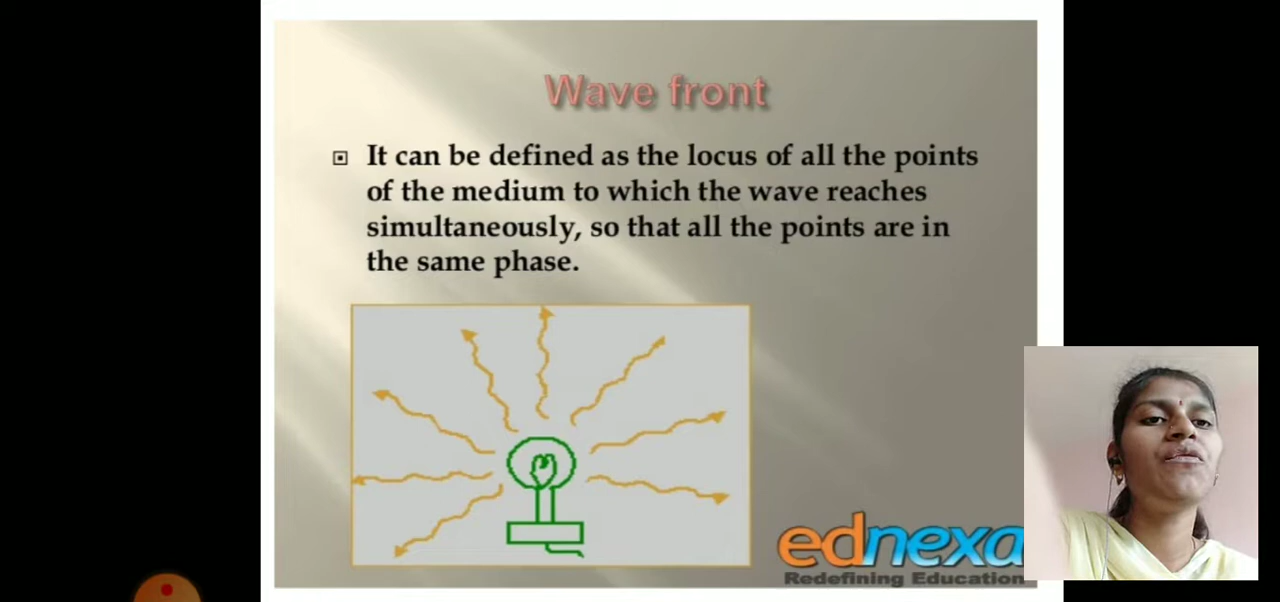 Wave front
It can be defined as the locus of all the points
of the medium to which the wave reaches
simultaneously, so that all the points are in
the same phase.
ednexa
Redefining Education